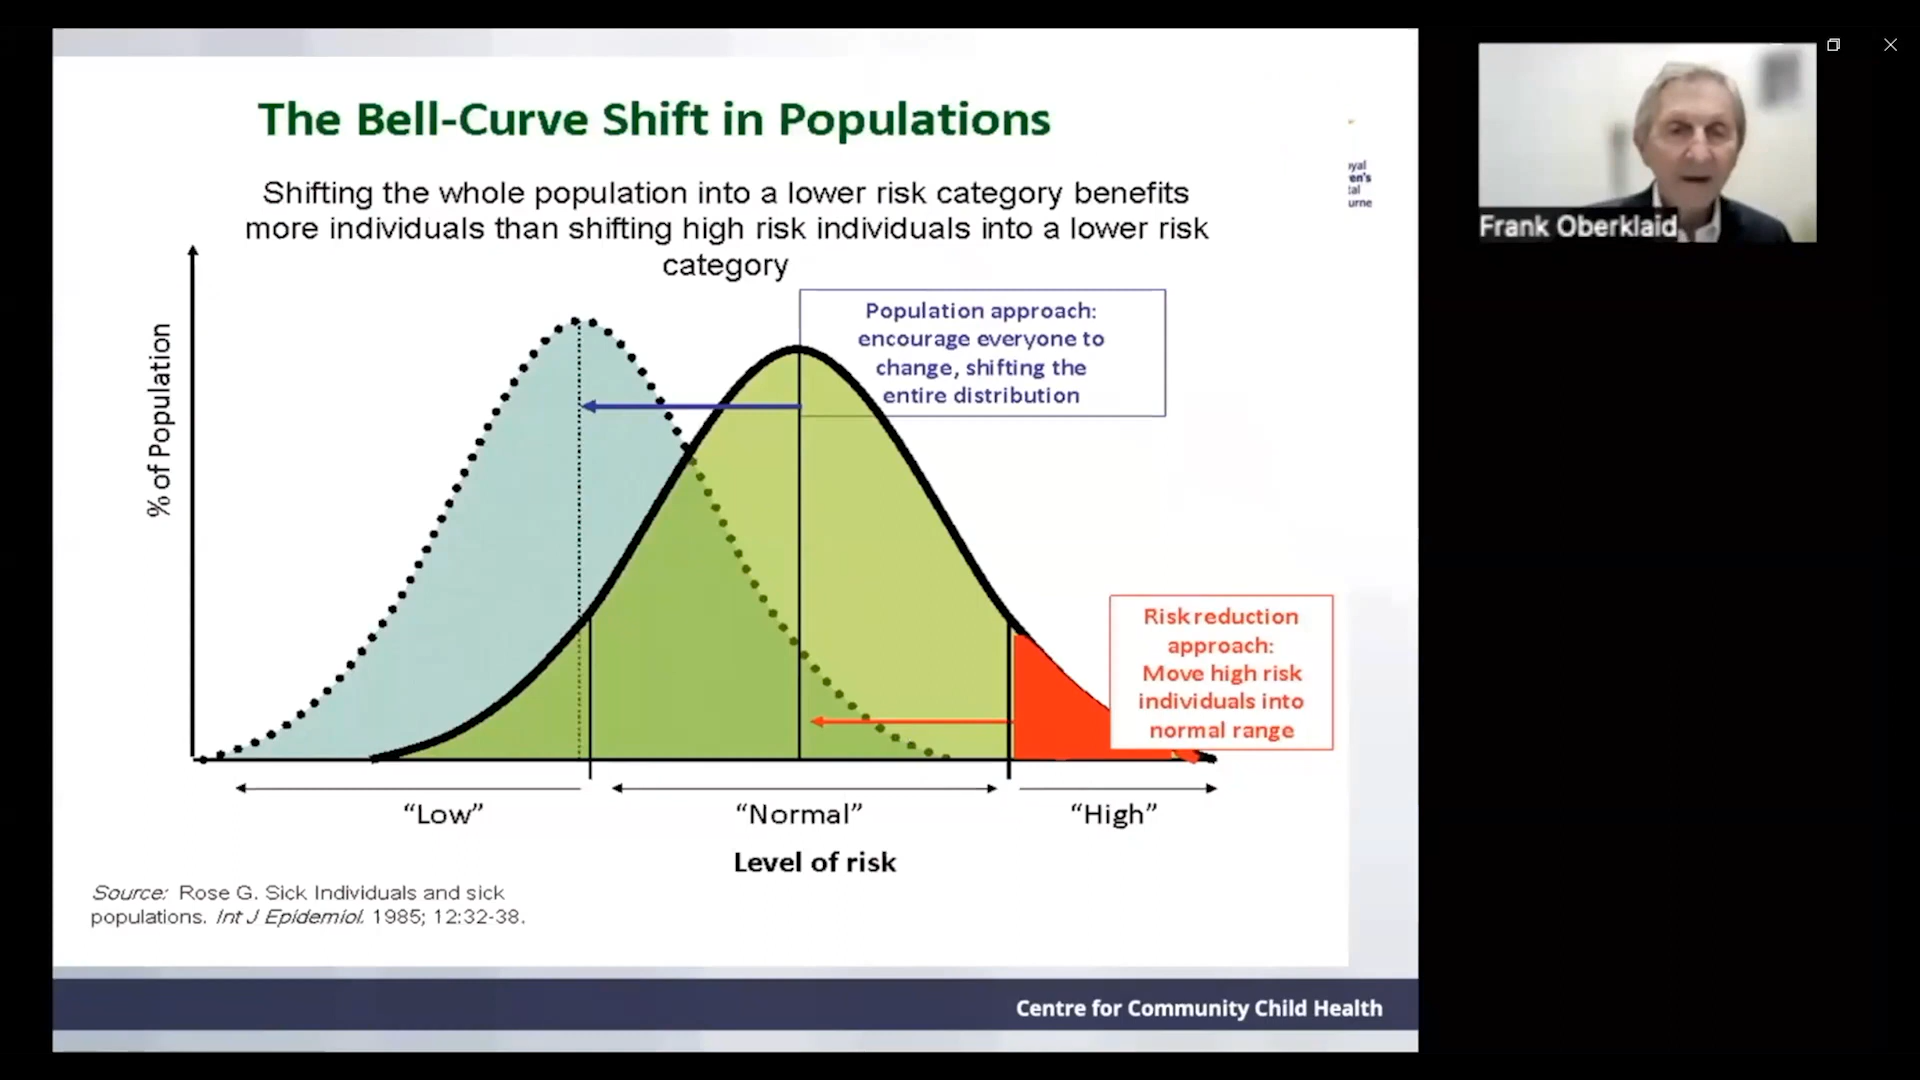 The Bell-Curve Shift in Populations
Shifting the whole population into a lower risk category benefits
more individuals than shifting high risk individuals into a lower risk
category
% of Population
Population approach:
encourage everyone to
change, shifting the
entire distribution
Risk reduction
approach:
Move high risk
individuals into
normal range
“Low”
“Normal”
“High”
Level of risk
Source: Rose G. Sick Individuals and sick
populations. Int J Epidemiol. 1985; 12:32-38.
Centre for Community Child Health
Frank Oberklaid